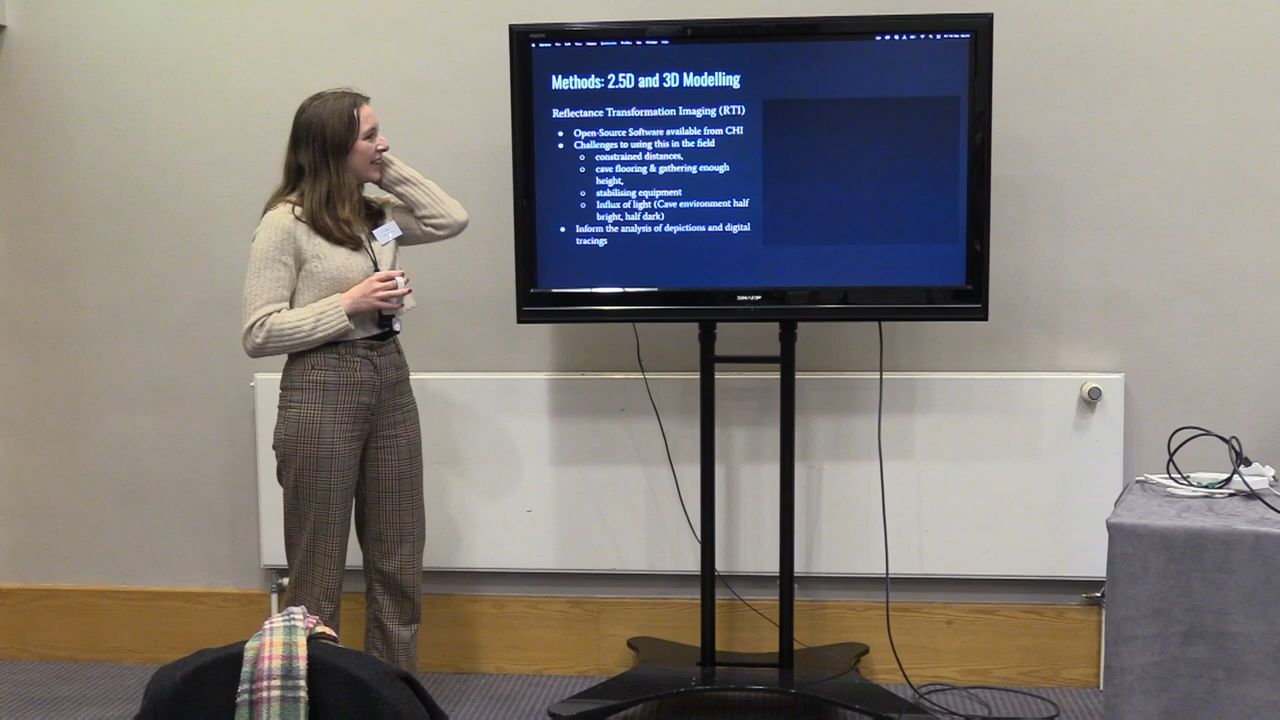 Methods: 2.5D and 3D Modelling
Reflectance Transformation Imaging (RTI)
Open-Source Software available from CHI
Challenges to using this in the field
constrained distances,
cave flooring & gathering enough
height,
stabilising equipment
Influx of light (Cave environment half
bright, half dark)
Inform the analysis of depictions and digital
tracings
SHARP